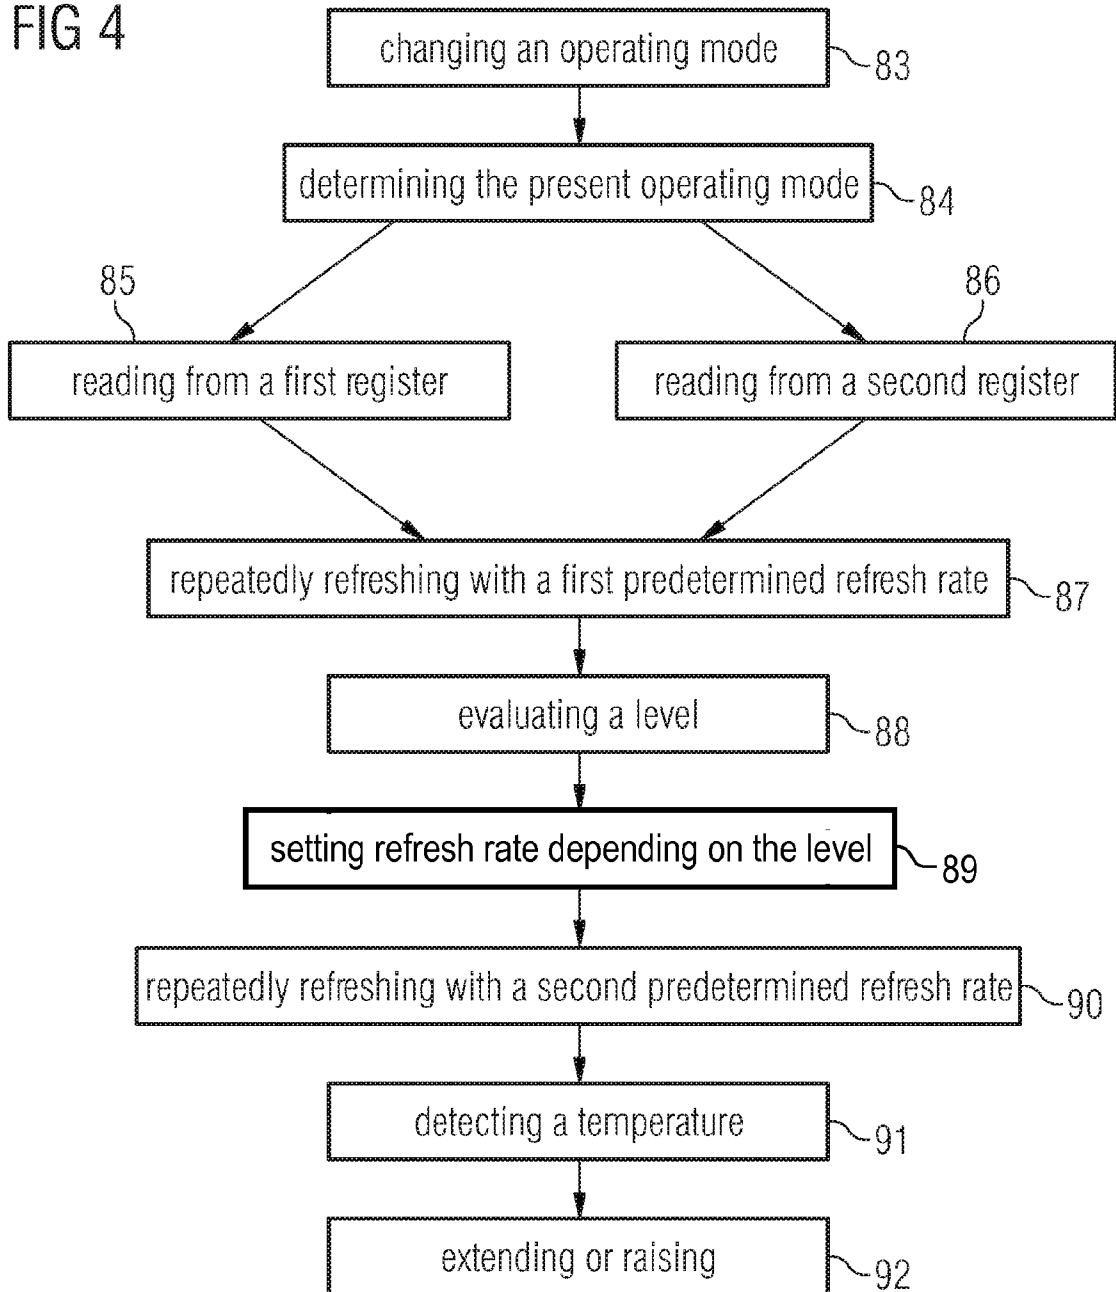 FIG 4
changing an operating mode
83
determining the present operating mode
84
85
86
reading from a first register
reading from a second register
repeatedly refreshing with a first predetermined refresh rate
87
evaluating a level
88
setting refresh rate depending on the level
89
repeatedly refreshing with a second predetermined refresh rate
90
detecting a temperature
91
extending or raising
92